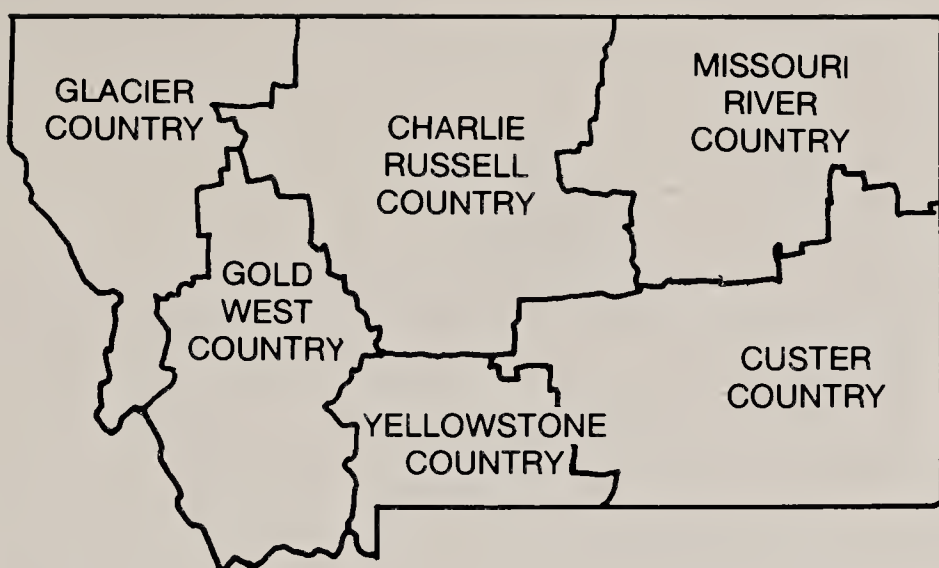 GLACIER
COUNTRY
CHARLIE
RUSSELL
COUNTRY
MISSOURI
RIVER
COUNTRY
GOLD
WEST
COUNTRY
CUSTER
COUNTRY
YELLOWSTONE
COUNTRY